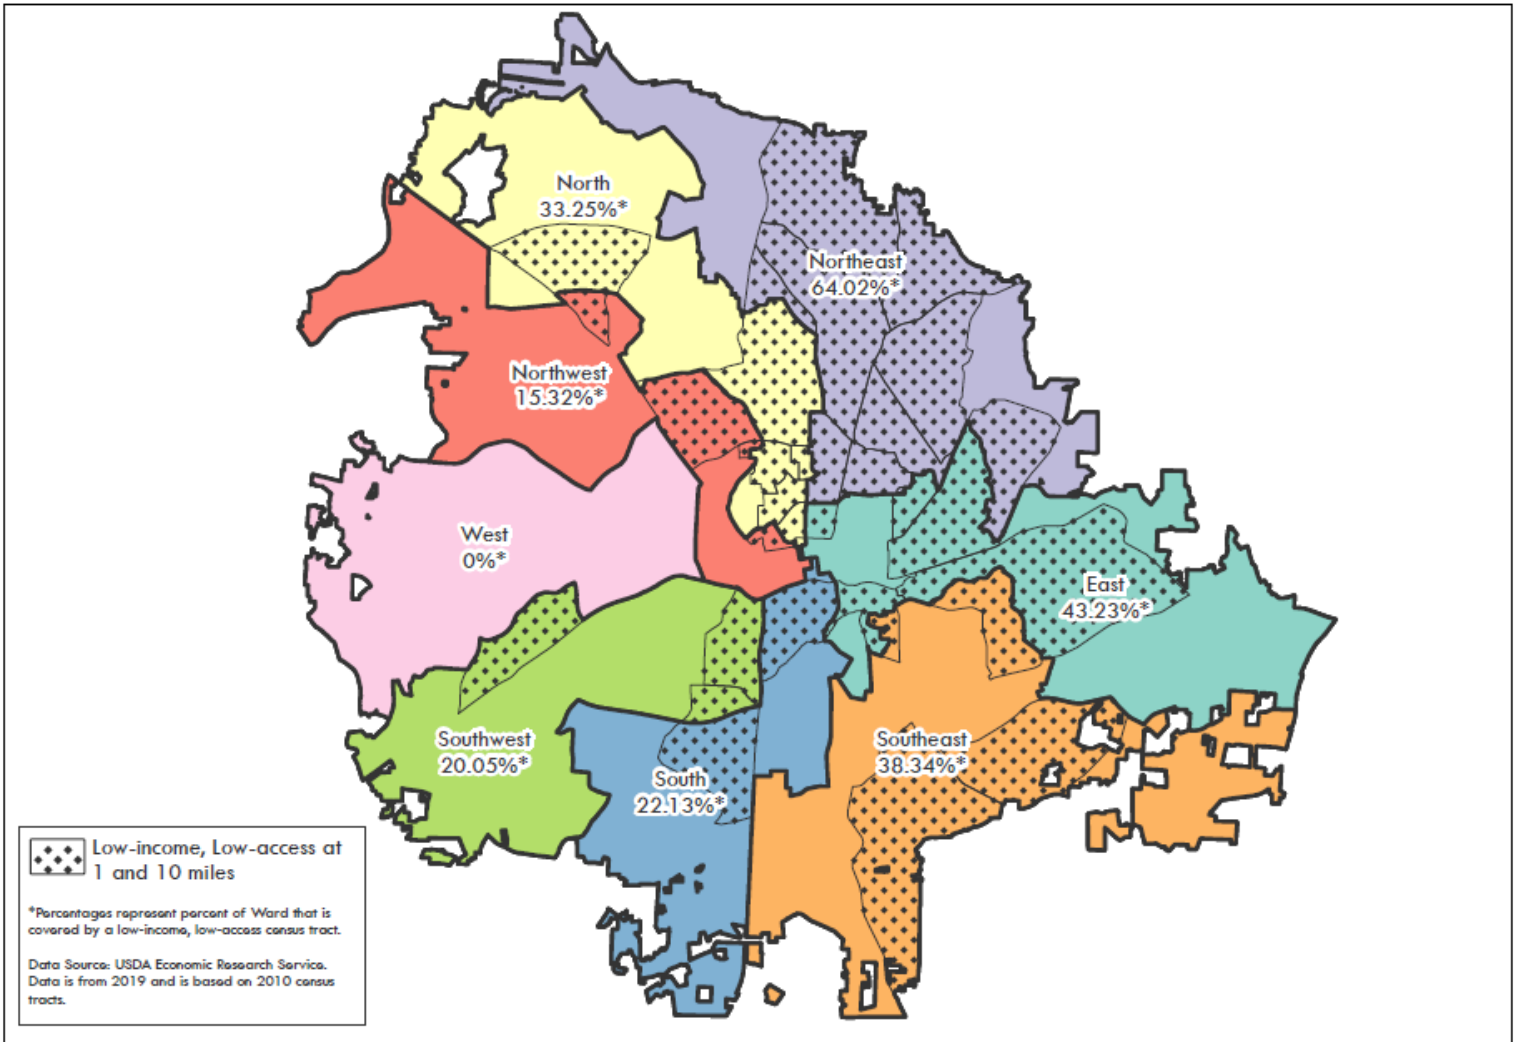 North
33.25%*
Northeast
64.02%*
Northwest
15.32%*
West
0%*
East
43.23%*
Southwest
20.05%*
South
22.13%*
Southeast
38.34%*
Low-income, Low-access at
1 and 10 miles
*Percentages represent percent of Ward that is
covered by a low-income, low-access census tract.
Data Source: USDA Economic Research Service.
Data is from 2019 and is based on 2010 census
tracts.